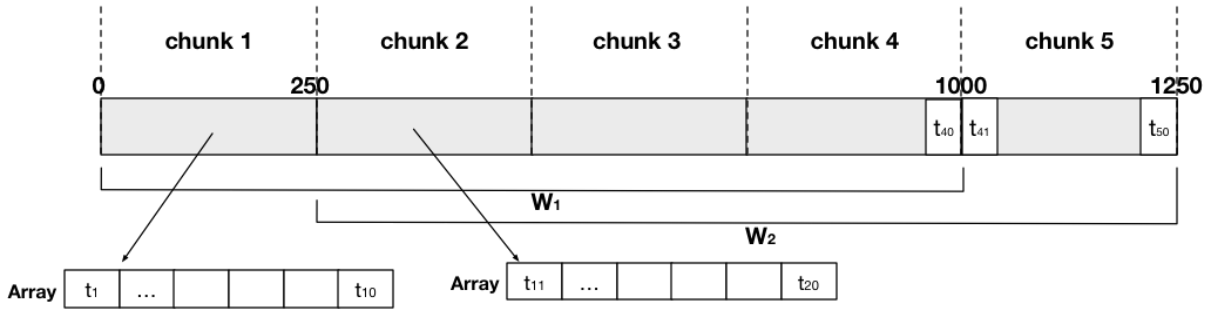 chunk 1 chunk 2 chunk 3 chunk 4 chunk 5
0 250 1000 1250
t40 t41 t50
W1
W2
Array t1 ... t10
Array t11 ... t20